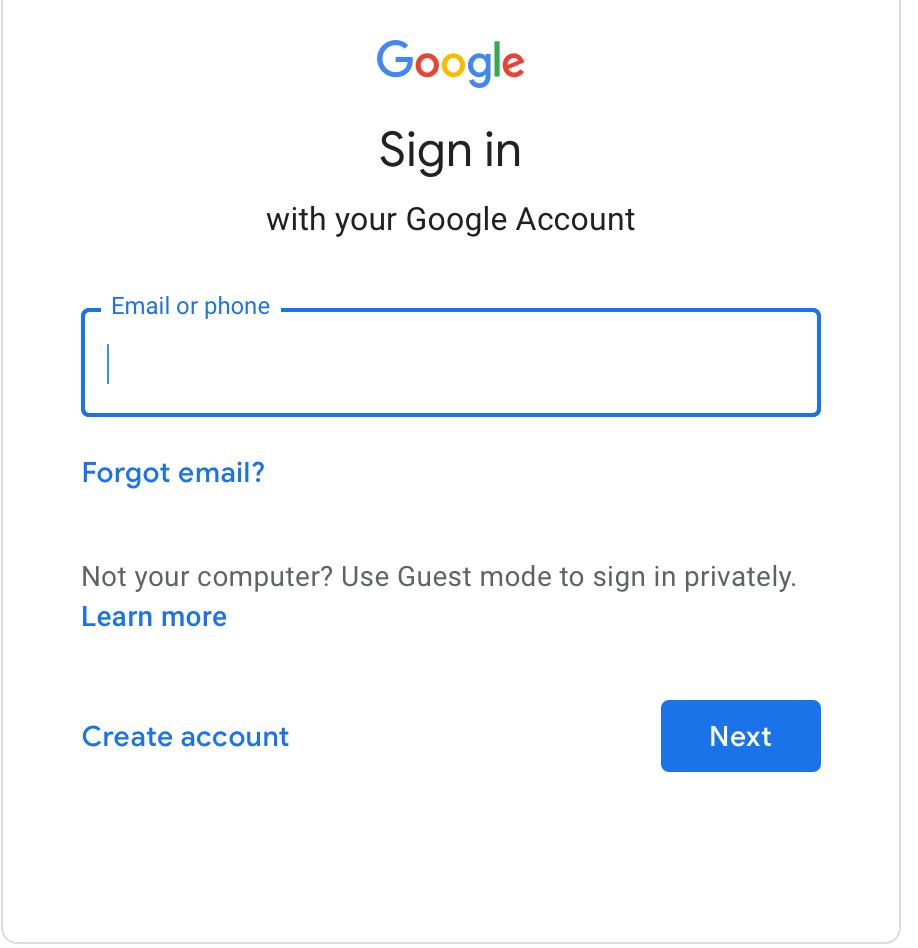 Google
Sign in
with your Google Account
Email or phone
Forgot email?
Not your computer? Use Guest mode to sign in privately.
Learn more
Create account
Next